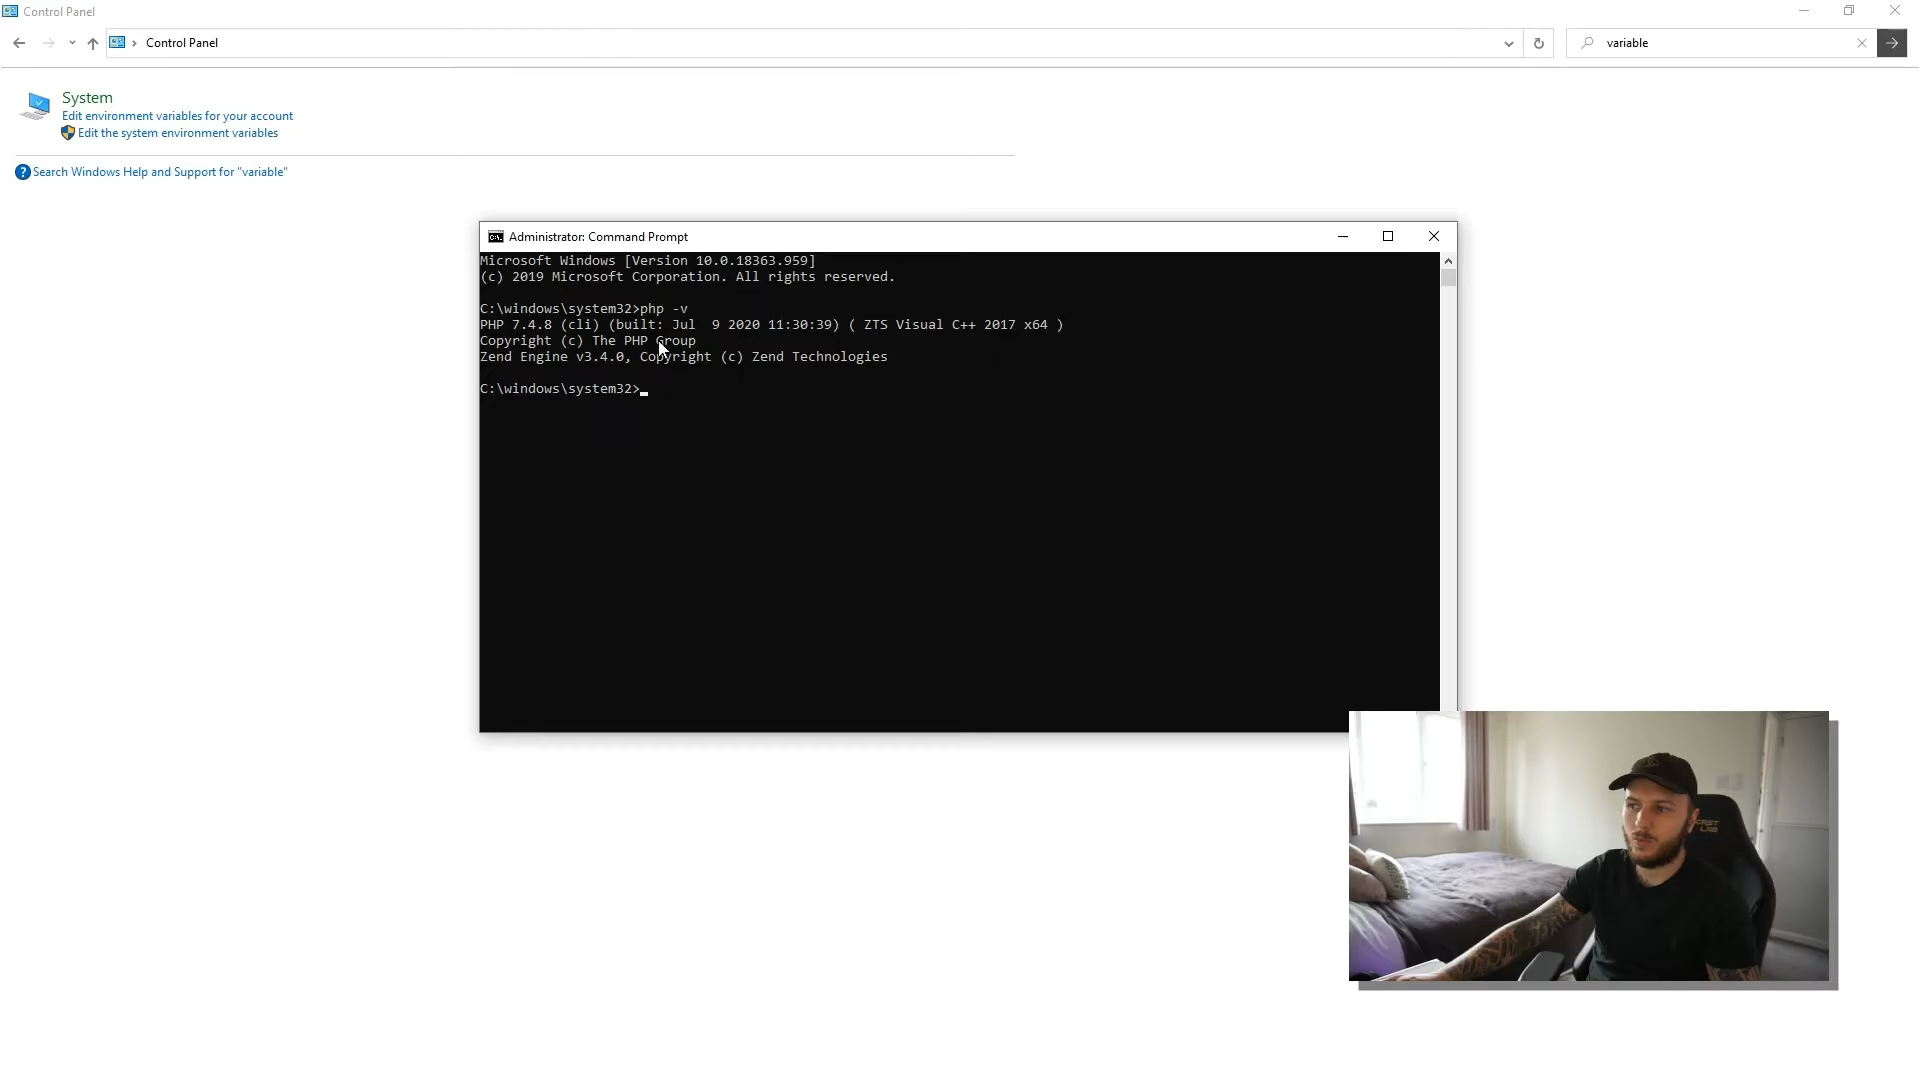 Control Panel
Control Panel
variable
System
Edit environment variables for your account
Edit the system environment variables
Search Windows Help and Support for "variable"
Administrator: Command Prompt
Microsoft Windows [Version 10.0.18363.959]
(c) 2019 Microsoft Corporation. All rights reserved.
C:\windows\system32>php -v
PHP 7.4.8 (cli) (built: Jul  9 2020 11:30:39) ( ZTS Visual C++ 2017 x64 )
Copyright (c) The PHP Group
Zend Engine v3.4.0, Copyright (c) Zend Technologies
C:\windows\system32>
LAB